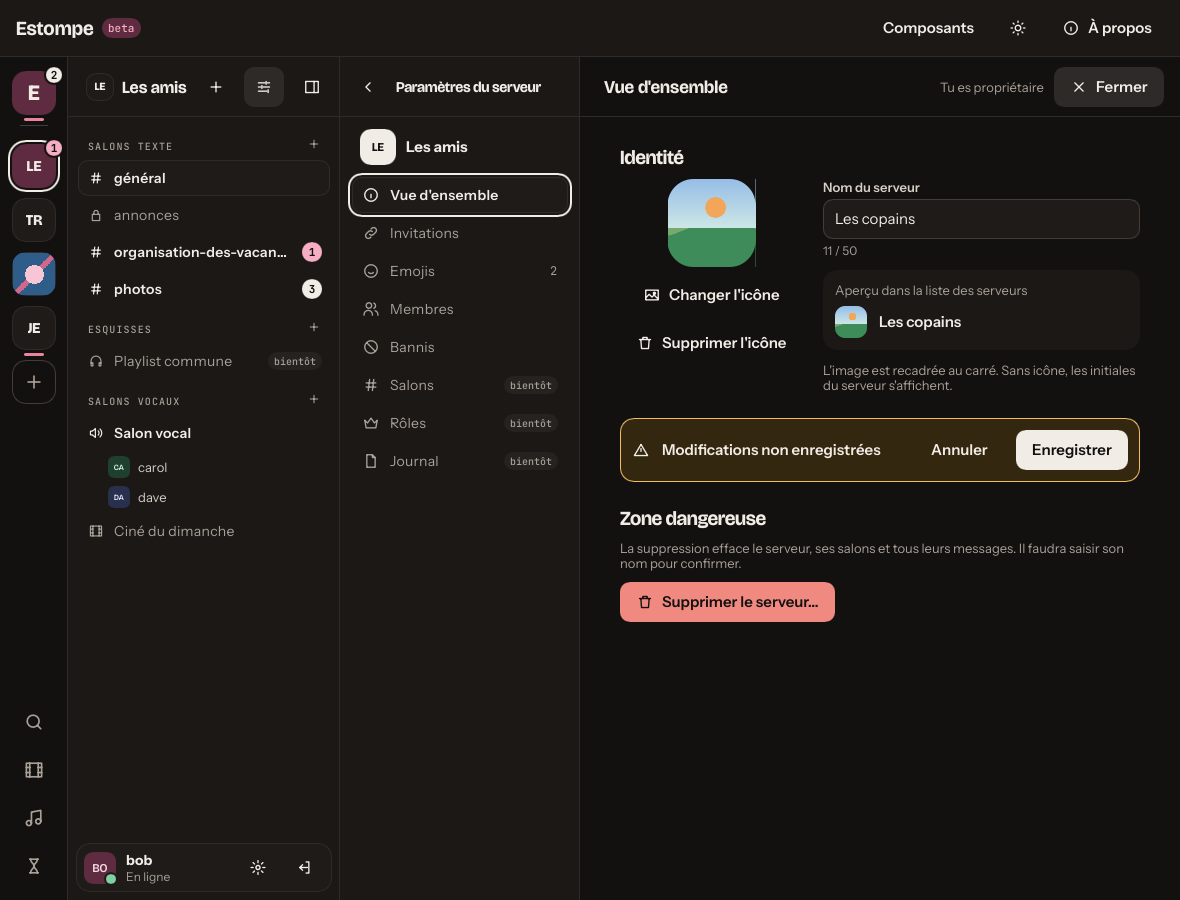 Estompe beta
Composants
À propos
E 2
LE 1
TR
JE
LE Les amis
SALONS TEXTE
général
annonces
organisation-des-vacan... 1
photos 3
ESQUISSES
Playlist commune bientôt
SALONS VOCAUX
Salon vocal
CA carol
DA dave
Ciné du dimanche
BO bob
En ligne
Paramètres du serveur
LE Les amis
Vue d'ensemble
Invitations
Emojis 2
Membres
Bannis
Salons bientôt
Rôles bientôt
Journal bientôt
Vue d'ensemble
Tu es propriétaire
Fermer
Identité
Changer l'icône
Supprimer l'icône
Nom du serveur
Les copains
11 / 50
Aperçu dans la liste des serveurs
Les copains
L'image est recadrée au carré. Sans icône, les initiales
du serveur s'affichent.
Modifications non enregistrées
Annuler
Enregistrer
Zone dangereuse
La suppression efface le serveur, ses salons et tous leurs messages. Il faudra saisir son
nom pour confirmer.
Supprimer le serveur...